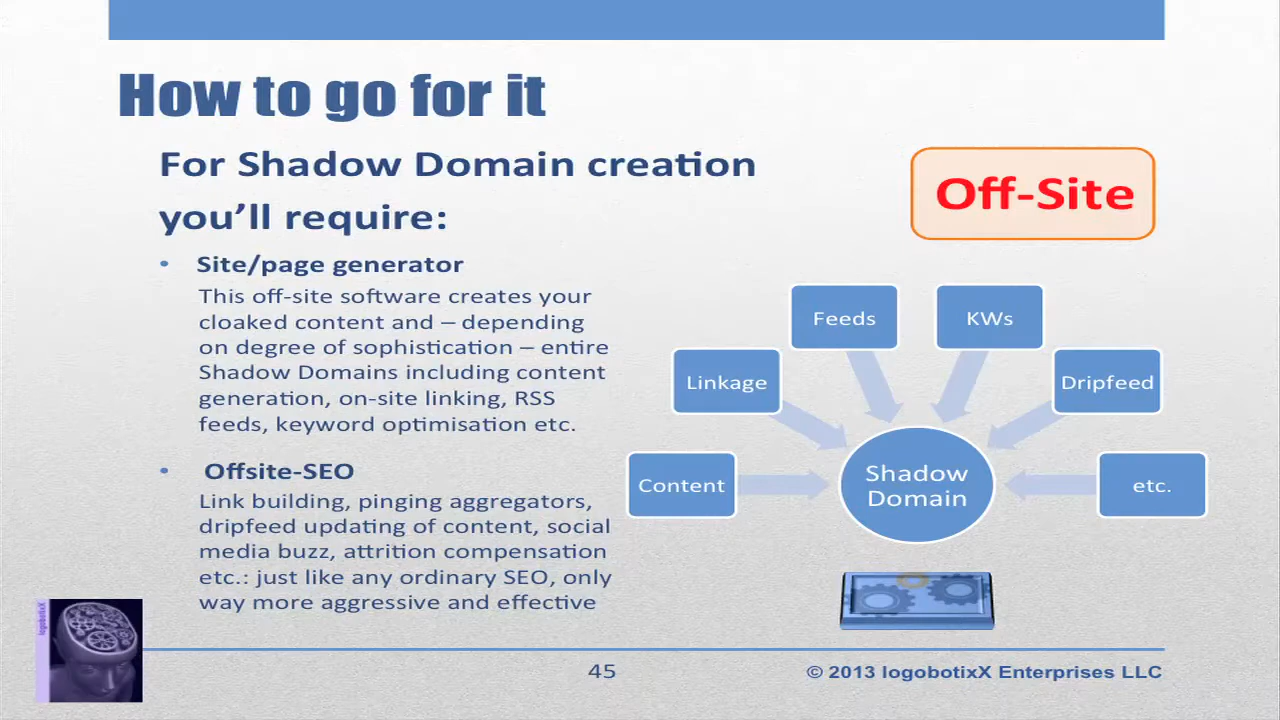 How to go for it
For Shadow Domain creation
you'll require:
Off-Site
• Site/page generator
This off-site software creates your
cloaked content and – depending
on degree of sophistication – entire
Shadow Domains including content
generation, on-site linking, RSS
feeds, keyword optimisation etc.
• Offsite-SEO
Link building, pinging aggregators,
dripfeed updating of content, social
media buzz, attrition compensation
etc.: just like any ordinary SEO, only
way more aggressive and effective
Feeds
KWs
Linkage
Dripfeed
Content
Shadow
Domain
etc.
logobotixX
45
© 2013 logobotixX Enterprises LLC